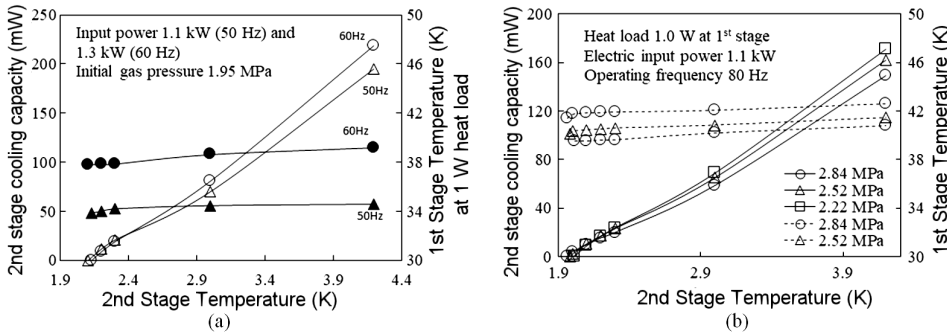 (a)
250
200
150
100
50
0
2nd stage cooling capacity (mW)
Input power 1.1 kW (50 Hz) and
1.3 kW (60 Hz)
Initial gas pressure 1.95 MPa
60Hz
50Hz
60Hz
50Hz
50
46
42
38
34
30
1st Stage Temperature (K)
at 1 W heat load
1.9 2.4 2.9 3.4 3.9 4.4
2nd Stage Temperature (K)
(a)
(b)
200
160
120
80
40
0
2nd stage cooling capacity (mW)
Heat load 1.0 W at 1st stage
Electric input power 1.1 kW
Operating frequency 80 Hz
2.84 MPa
2.52 MPa
2.22 MPa
2.84 MPa
2.52 MPa
50
46
42
38
34
30
1st Stage Temperature (K)
1.9 2.9 3.9
2nd Stage Temperature (K)
(b)